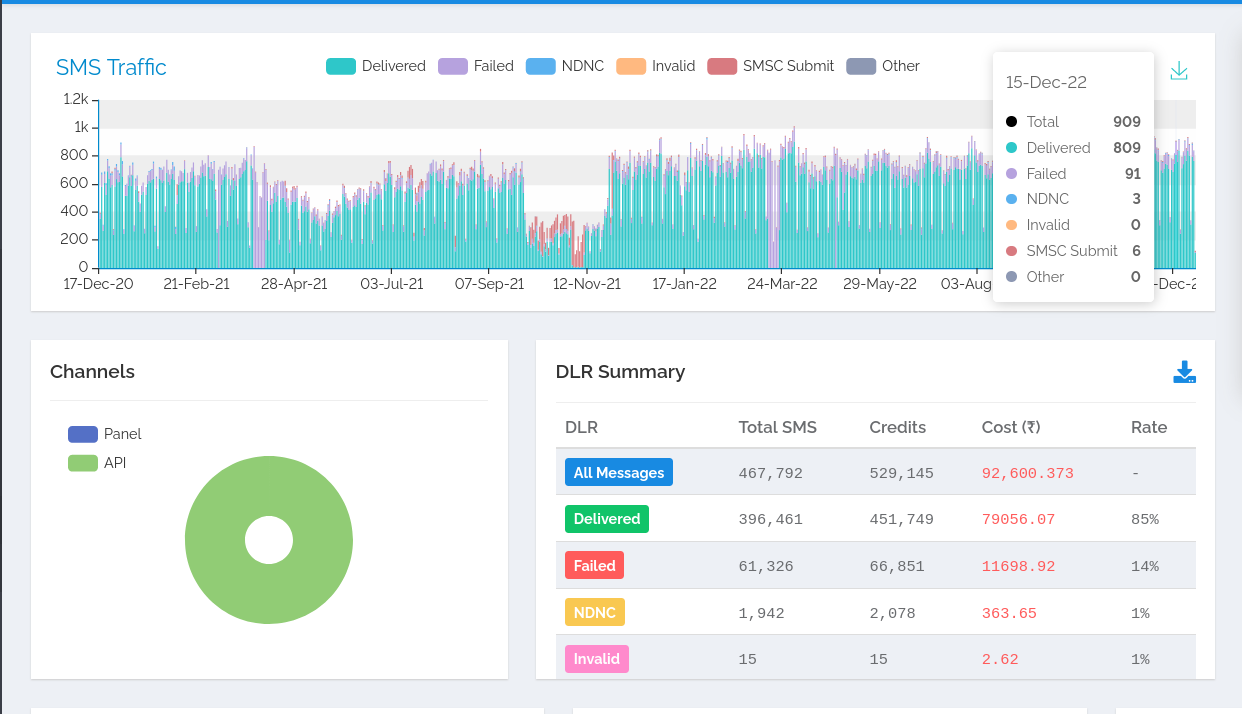 SMS Traffic
Delivered Failed NDNC Invalid SMSC Submit Other
1.2k
1k
800
600
400
200
0
17-Dec-20 21-Feb-21 28-Apr-21 03-Jul-21 07-Sep-21 12-Nov-21 17-Jan-22 24-Mar-22 29-May-22 03-Aug -Dec-2
15-Dec-22
Total 909
Delivered 809
Failed 91
NDNC 3
Invalid 0
SMSC Submit 6
Other 0
Channels
Panel
API
DLR Summary
DLR Total SMS Credits Cost (₹) Rate
All Messages 467,792 529,145 92,600.373 -
Delivered 396,461 451,749 79056.07 85%
Failed 61,326 66,851 11698.92 14%
NDNC 1,942 2,078 363.65 1%
Invalid 15 15 2.62 1%